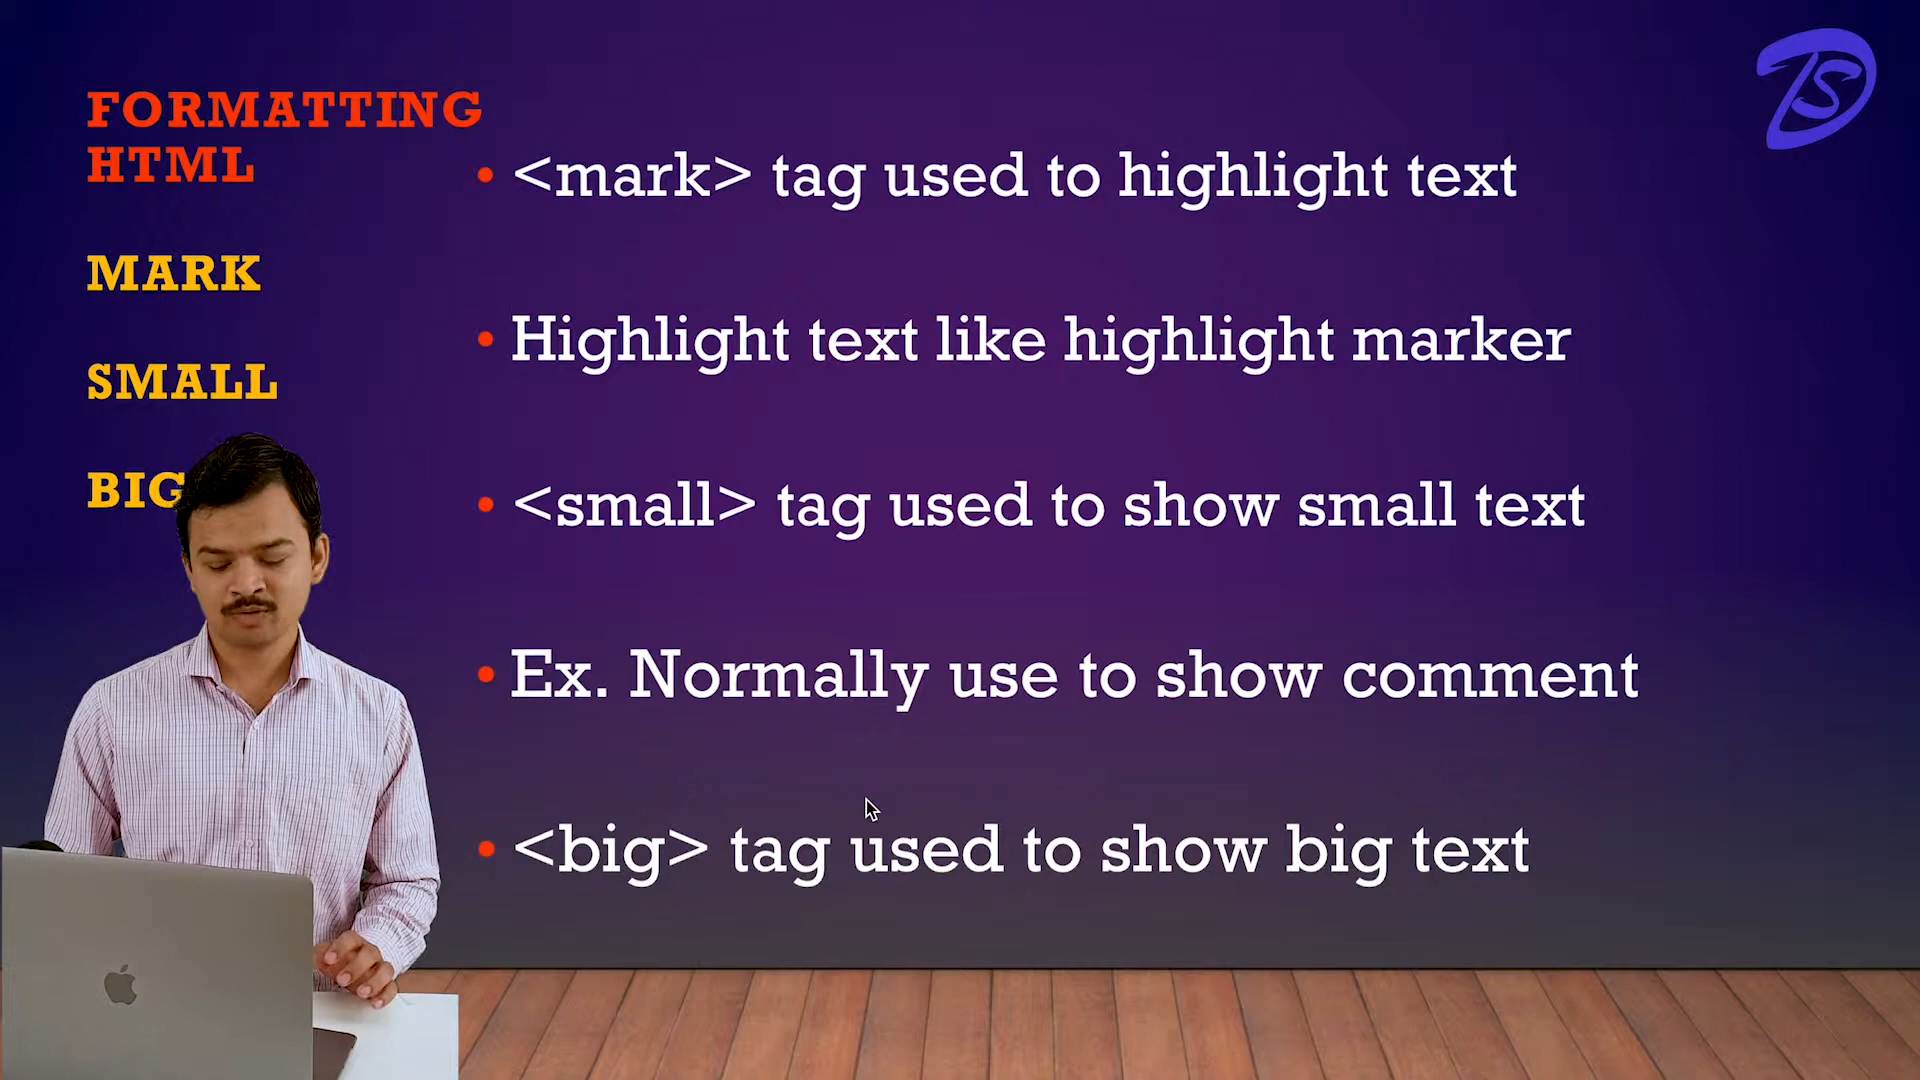 FORMATTING
HTML
MARK
SMALL
BIG
• <mark> tag used to highlight text
• Highlight text like highlight marker
• <small> tag used to show small text
• Ex. Normally use to show comment
• <big> tag used to show big text